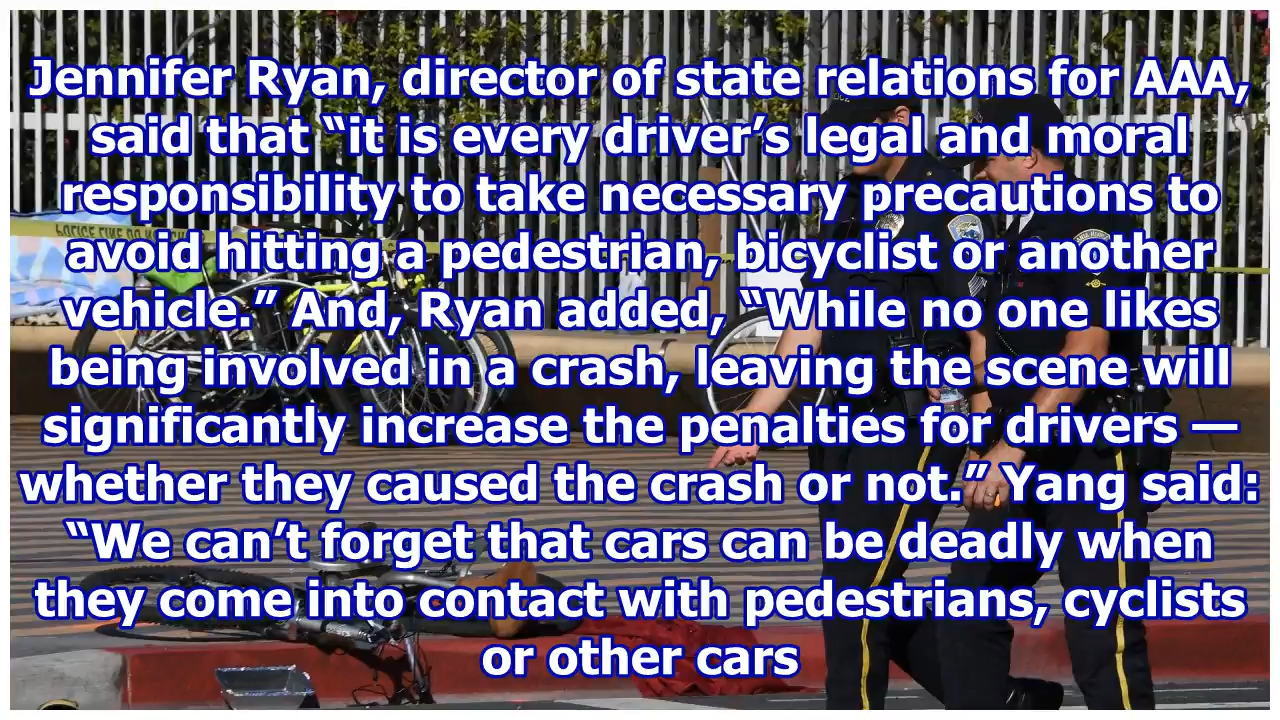 Jennifer Ryan, director of state relations for AAA,
said that “it is every driver’s legal and moral
responsibility to take necessary precautions to
avoid hitting a pedestrian, bicyclist or another
vehicle.” And, Ryan added, “While no one likes
being involved in a crash, leaving the scene will
significantly increase the penalties for drivers —
whether they caused the crash or not.” Yang said:
“We can’t forget that cars can be deadly when
they come into contact with pedestrians, cyclists
or other cars
POLICE LINE DO NOT